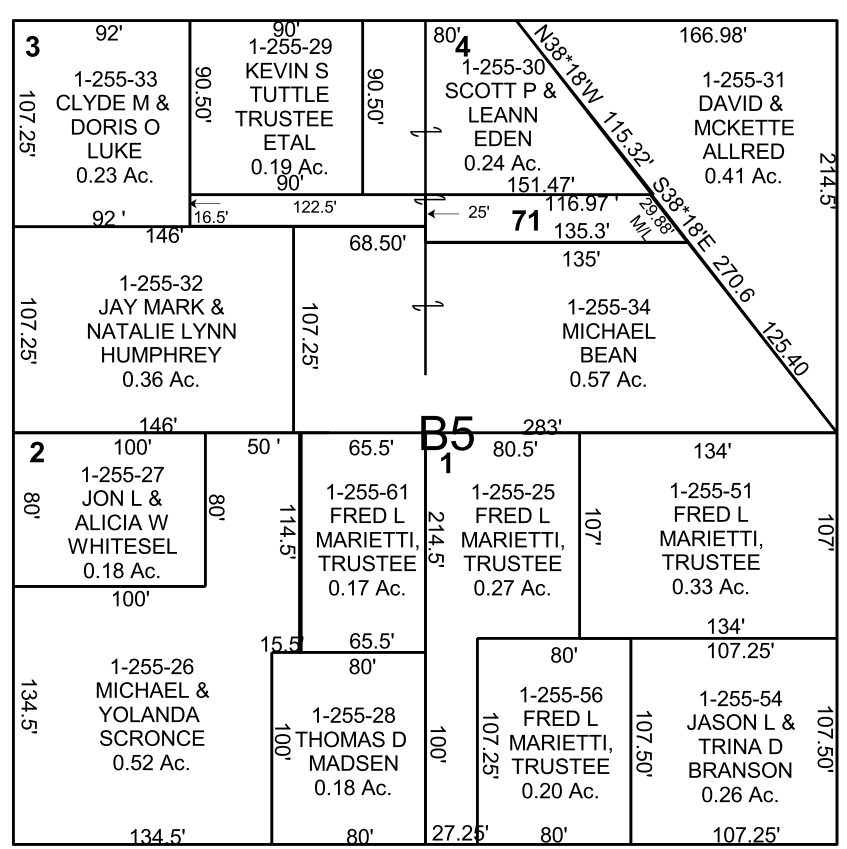 3
92'
1-255-33
CLYDE M &
DORIS O
LUKE
0.23 Ac.
107.25'
92 '
90'
1-255-29
KEVIN S
TUTTLE
TRUSTEE
ETAL
0.19 Ac.
90'
90.50'
90.50'
16.5'
122.5'
80'
4
1-255-30
SCOTT P &
LEANN
EDEN
0.24 Ac.
151.47'
N38*18'W 115.32'
166.98'
1-255-31
DAVID &
MCKETTE
ALLRED
0.41 Ac.
214.5'
S38*18'E 270.6
125.40
25'
71
116.97 '
135.3'
29.88'
M/L
146'
1-255-32
JAY MARK &
NATALIE LYNN
HUMPHREY
0.36 Ac.
107.25'
146'
68.50'
107.25'
135'
1-255-34
MICHAEL
BEAN
0.57 Ac.
283'
B5
2
100'
1-255-27
JON L &
ALICIA W
WHITESEL
0.18 Ac.
80'
80'
100'
50 '
114.5'
15.5'
1-255-26
MICHAEL &
YOLANDA
SCRONCE
0.52 Ac.
134.5'
134.5'
65.5'
1-255-61
FRED L
MARIETTI,
TRUSTEE
0.17 Ac.
65.5'
80'
1-255-28
THOMAS D
MADSEN
0.18 Ac.
100'
80'
1
80.5'
1-255-25
FRED L
MARIETTI,
TRUSTEE
0.27 Ac.
214.5'
107'
100'
27.25'
134'
1-255-51
FRED L
MARIETTI,
TRUSTEE
0.33 Ac.
107'
134'
80'
1-255-56
FRED L
MARIETTI,
TRUSTEE
0.20 Ac.
107.25'
80'
107.25'
1-255-54
JASON L &
TRINA D
BRANSON
0.26 Ac.
107.50'
107.50'
107.25'